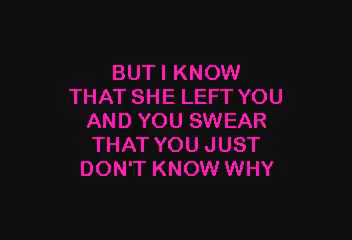 BUT I KNOW
THAT SHE LEFT YOU
AND YOU SWEAR
THAT YOU JUST
DON'T KNOW WHY